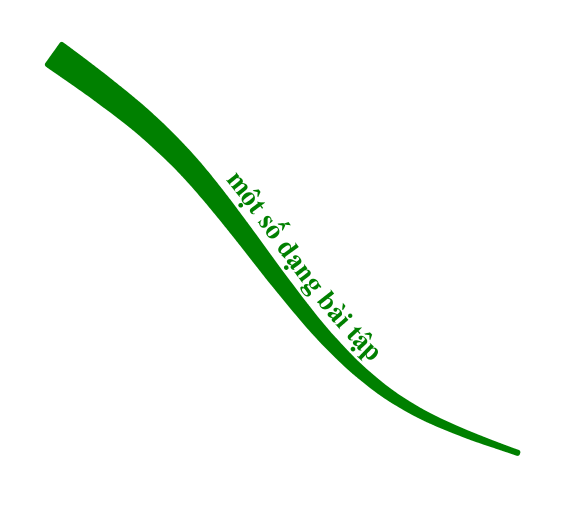 một số dạng bài tập